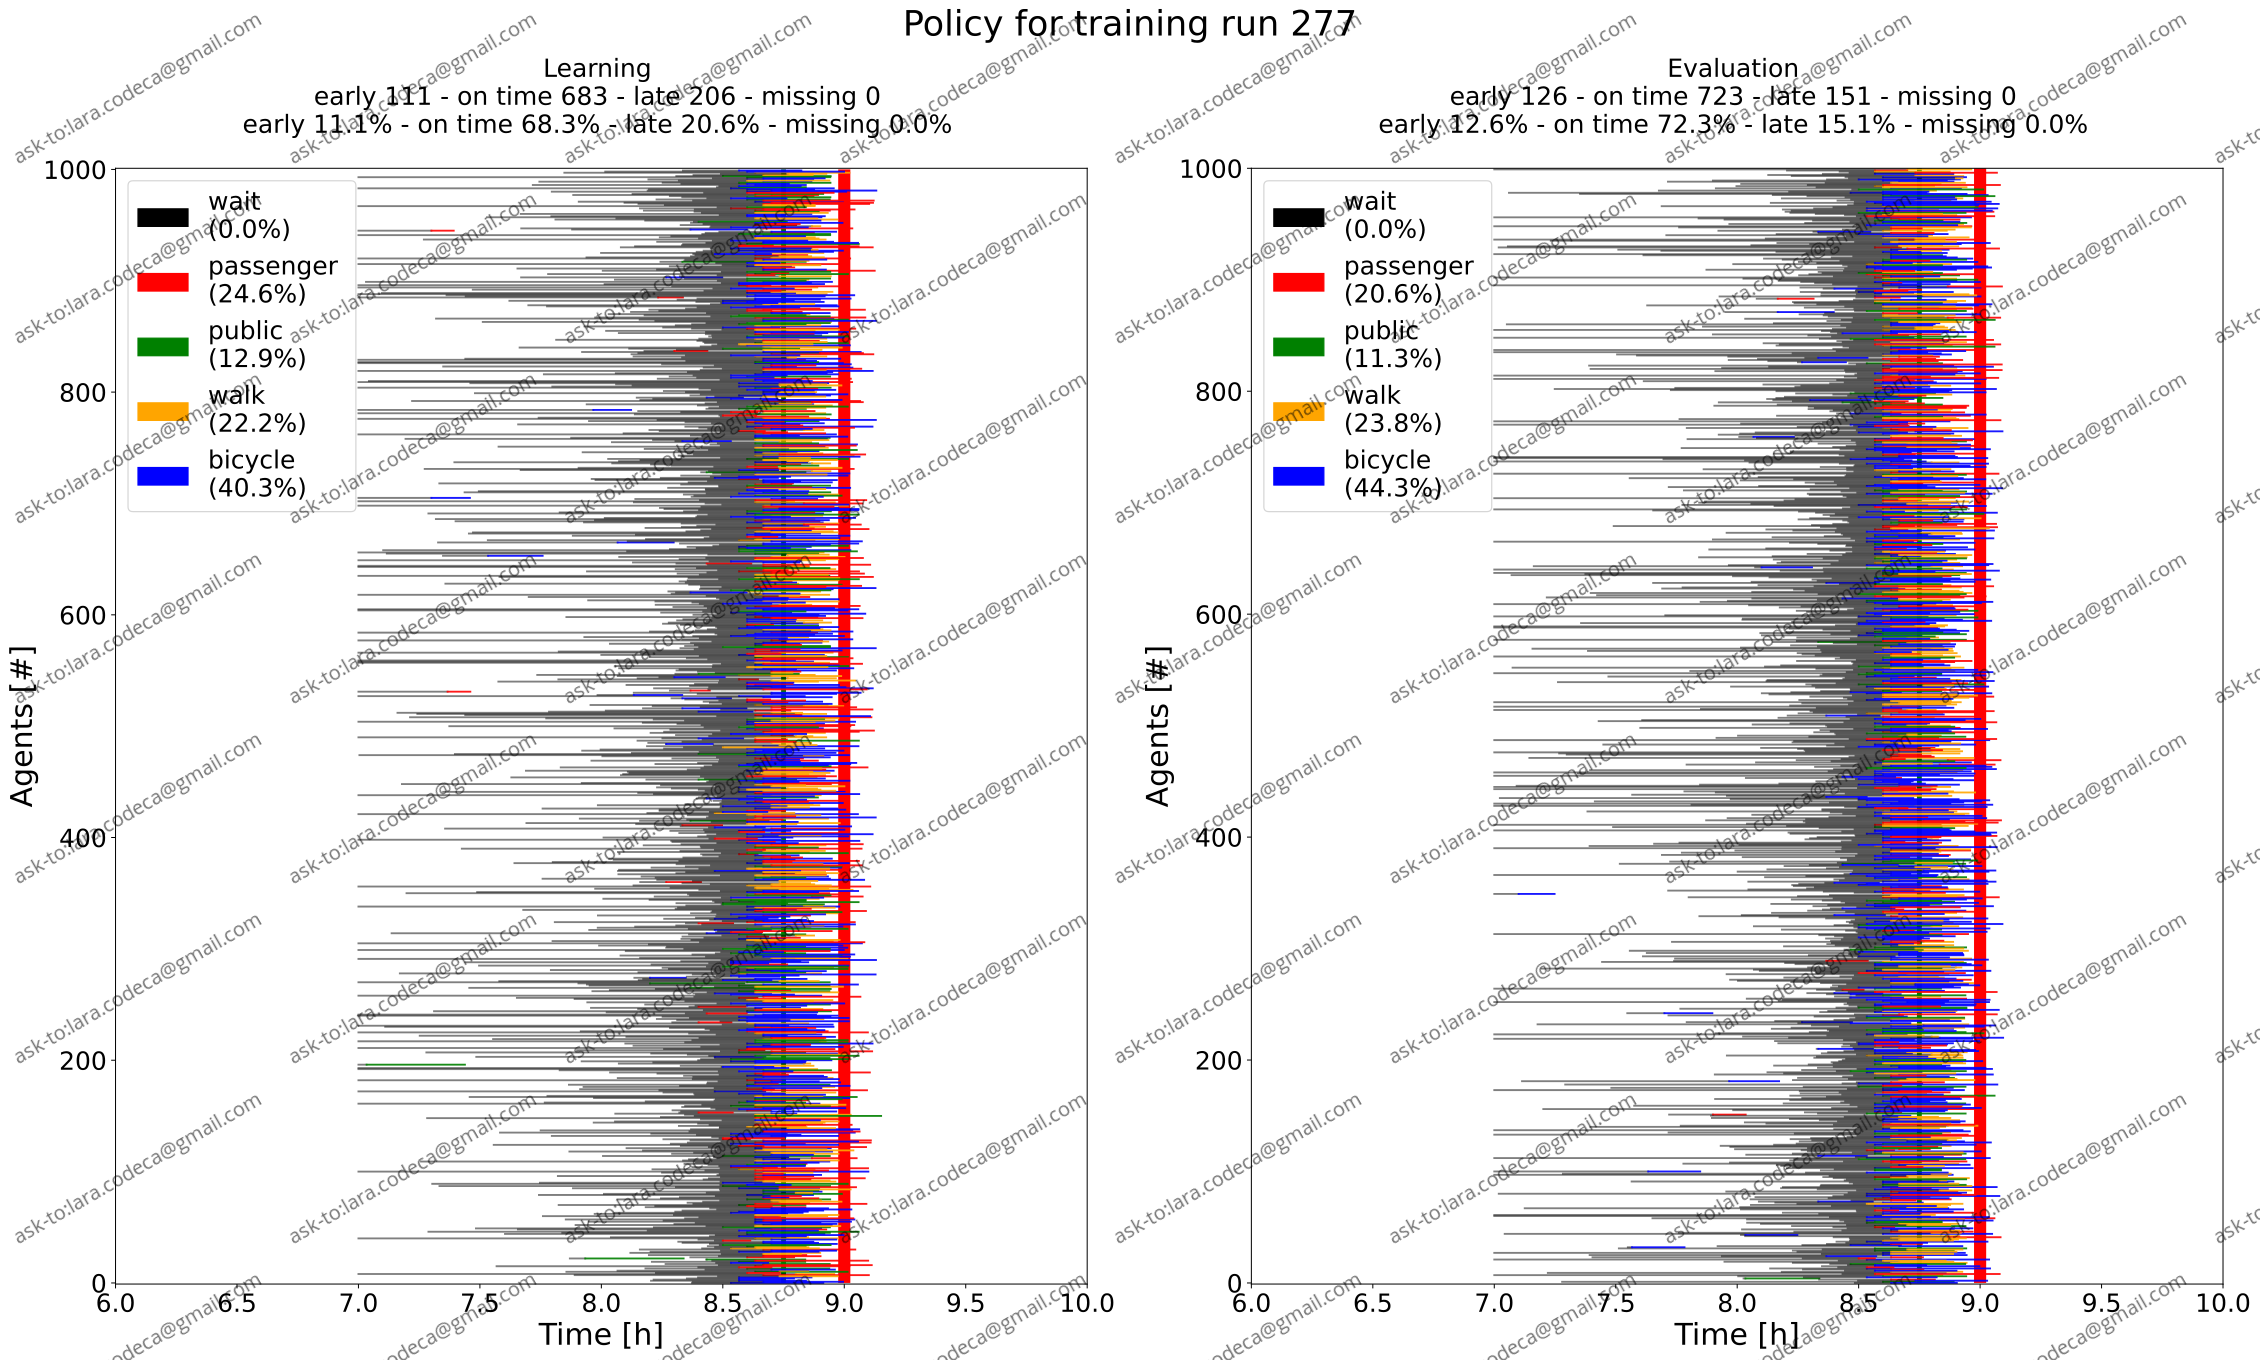 Policy for training run 277
Learning
early 111 - on time 683 - late 206 - missing 0
early 11.1% - on time 68.3% - late 20.6% - missing 0.0%
1000
800
600
400
200
0
Agents [#]
wait
(0.0%)
passenger
(24.6%)
public
(12.9%)
walk
(22.2%)
bicycle
(40.3%)
6.0 6.5 7.0 7.5 8.0 8.5 9.0 9.5 10.0
Time [h]
Evaluation
early 126 - on time 723 - late 151 - missing 0
early 12.6% - on time 72.3% - late 15.1% - missing 0.0%
1000
800
600
400
200
0
Agents [#]
wait
(0.0%)
passenger
(20.6%)
public
(11.3%)
walk
(23.8%)
bicycle
(44.3%)
6.0 6.5 7.0 7.5 8.0 8.5 9.0 9.5 10.0
Time [h]
ask-to:lara.codeca@gmail.com